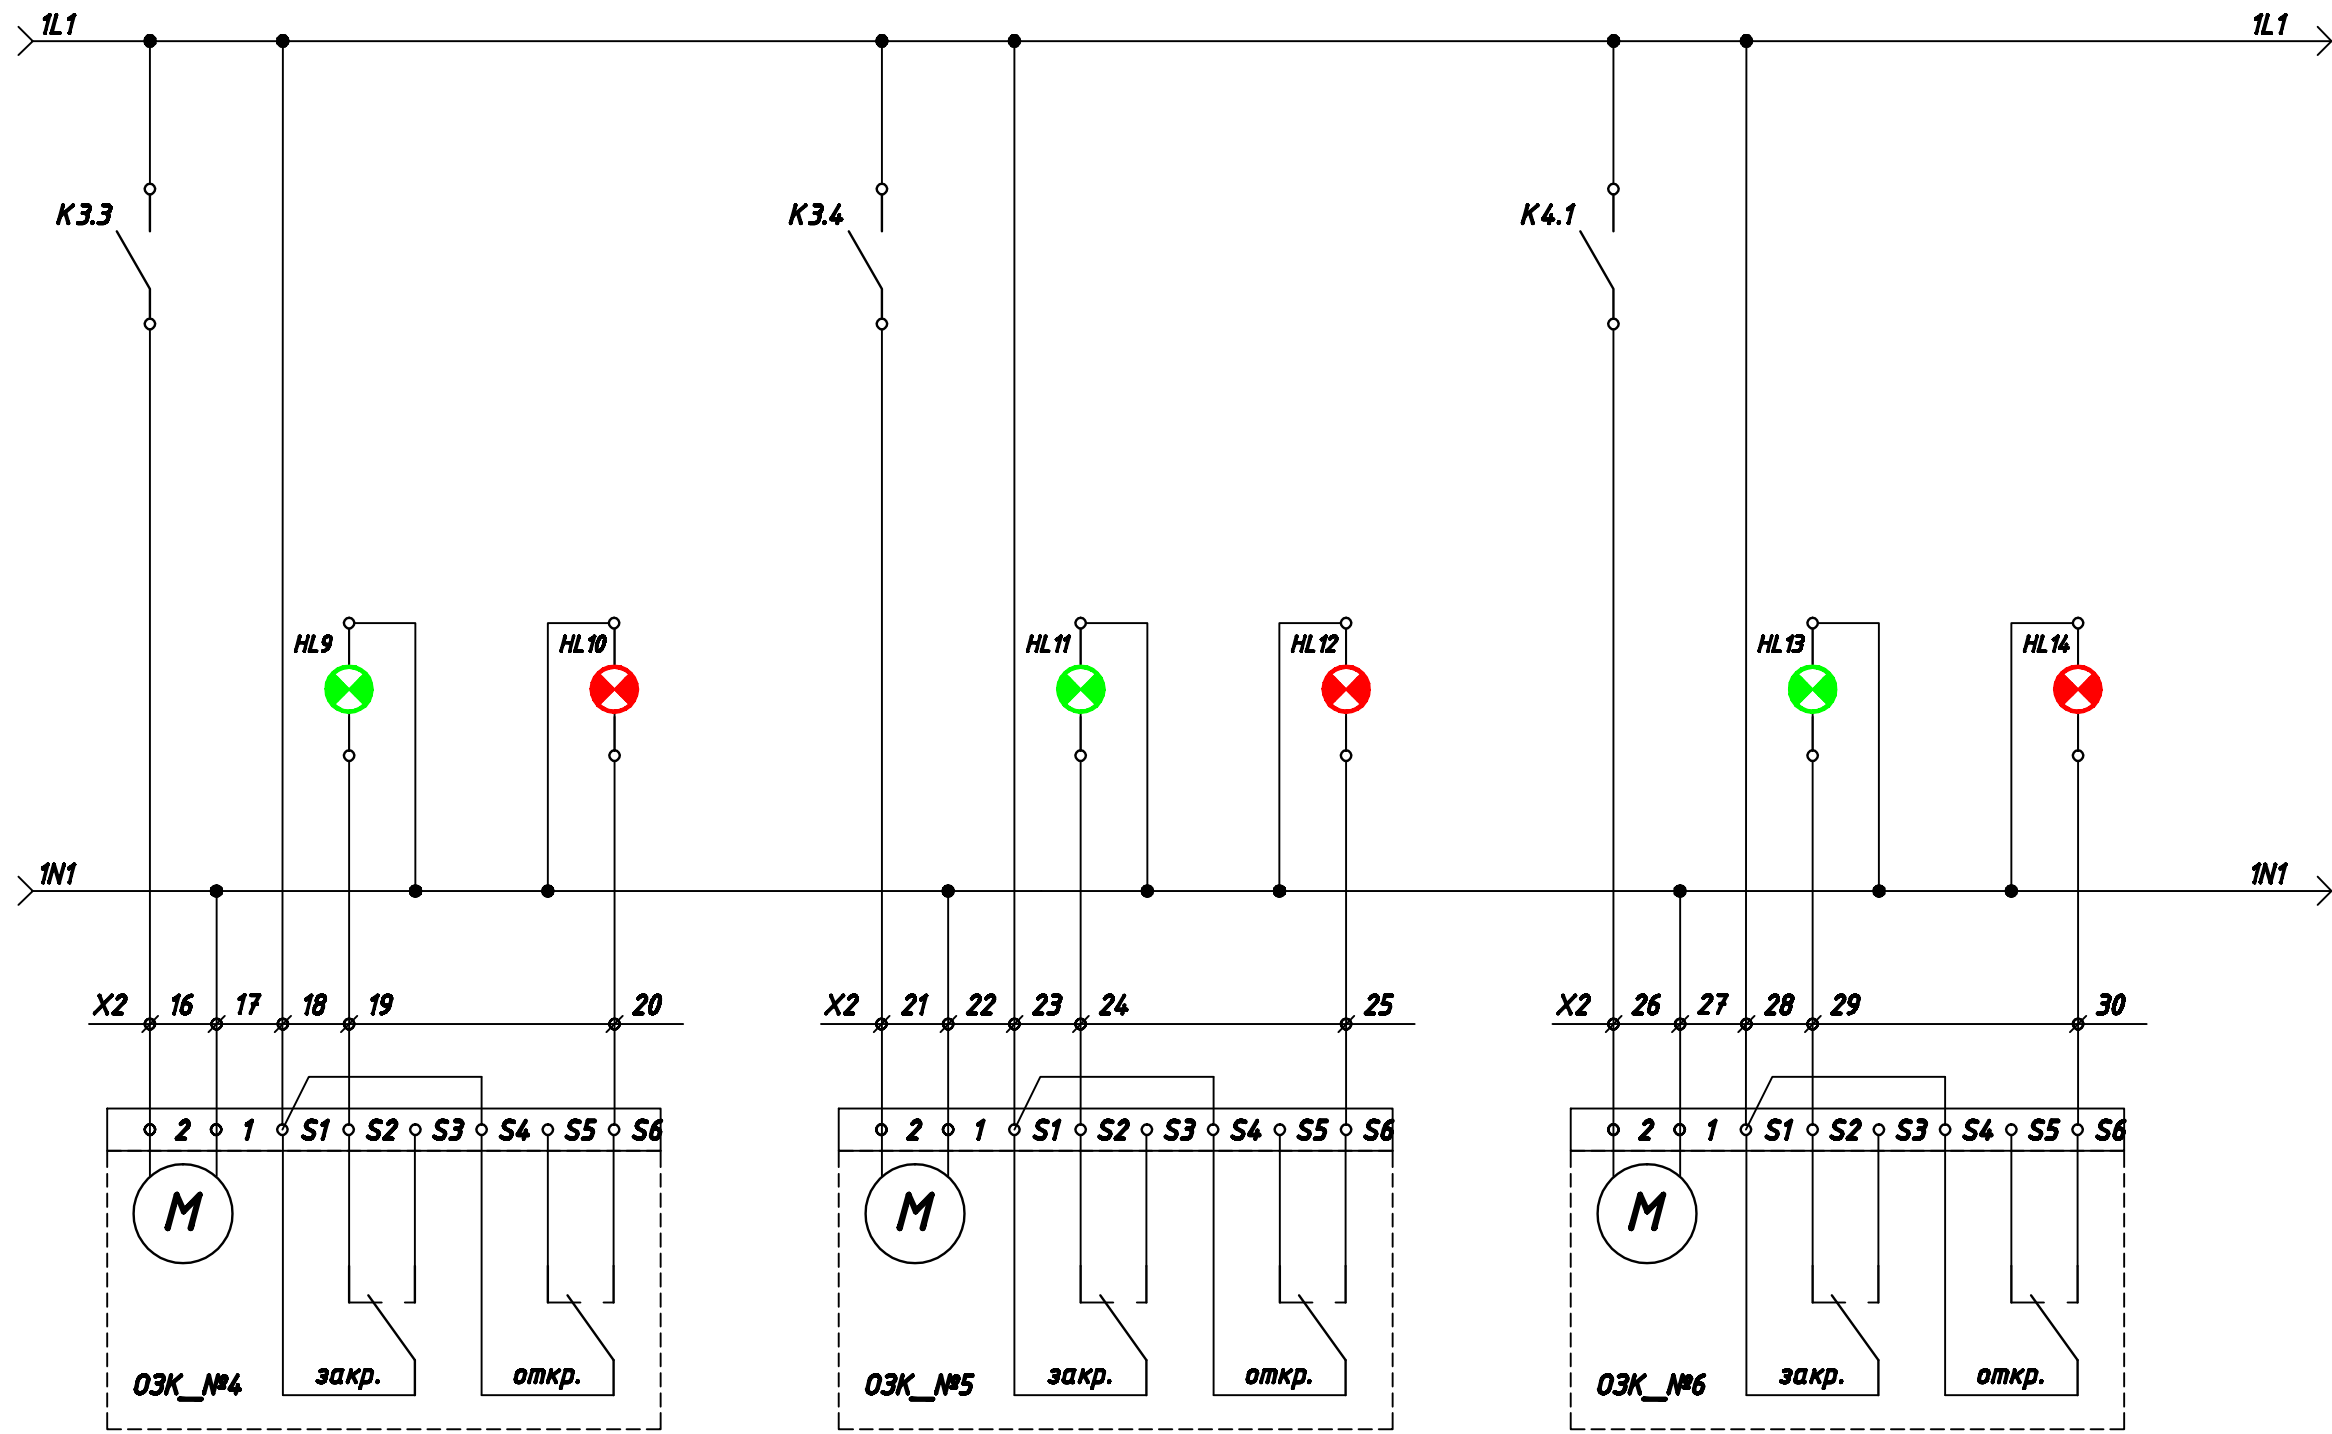 1L1 1L1
K3.3 K3.4 K4.1
HL9 HL10 HL11 HL12 HL13 HL14
1N1 1N1
X2 16 17 18 19 20 X2 21 22 23 24 25 X2 26 27 28 29 30
2 1 S1 S2 S3 S4 S5 S6 2 1 S1 S2 S3 S4 S5 S6 2 1 S1 S2 S3 S4 S5 S6
M M M
ОЗК_№4 закр. откр. ОЗК_№5 закр. откр. ОЗК_№6 закр. откр.